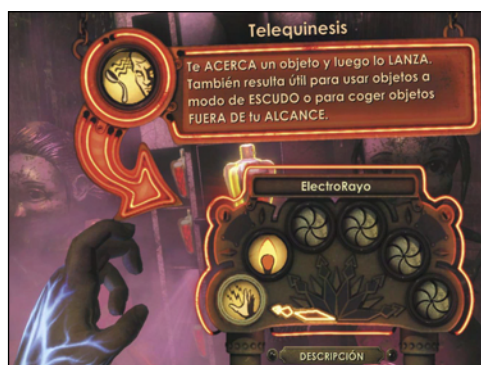 Telequinesis
Te ACERCA un objeto y luego lo LANZA.
También resulta útil para usar objetos a
modo de ESCUDO o para coger objetos
FUERA DE tu ALCANCE.
ElectroRayo
DESCRIPCIÓN